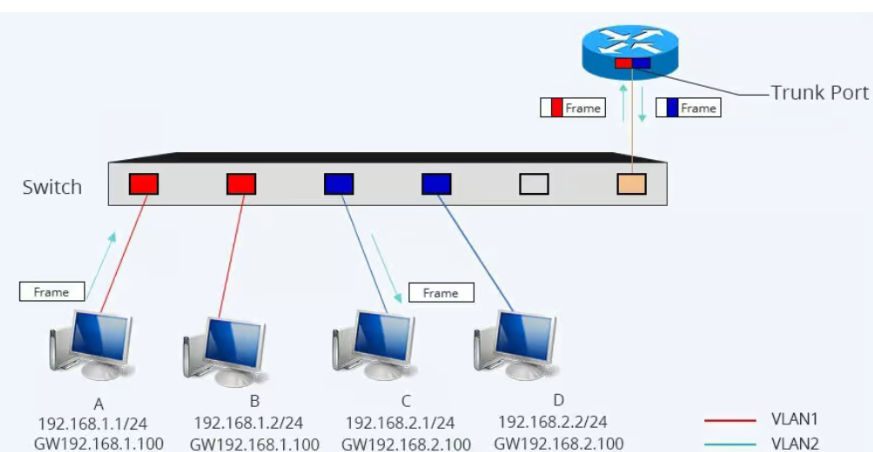 Trunk Port
Frame
Frame
Switch
Frame
Frame
A
192.168.1.1/24
GW192.168.1.100
B
192.168.1.2/24
GW192.168.1.100
C
192.168.2.1/24
GW192.168.2.100
D
192.168.2.2/24
GW192.168.2.100
VLAN1
VLAN2